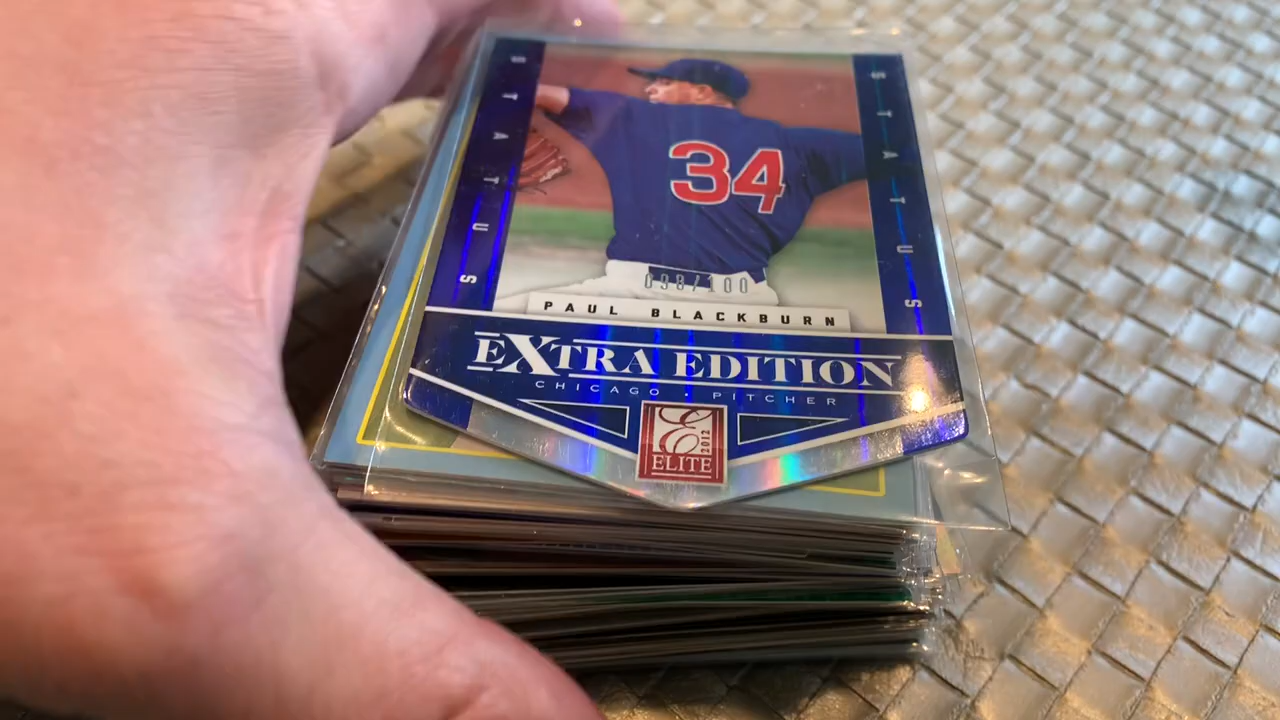 STATUS
STATUS
34
098/100
PAUL BLACKBURN
EXTRA EDITION
CHICAGO • PITCHER
E
2012
ELITE